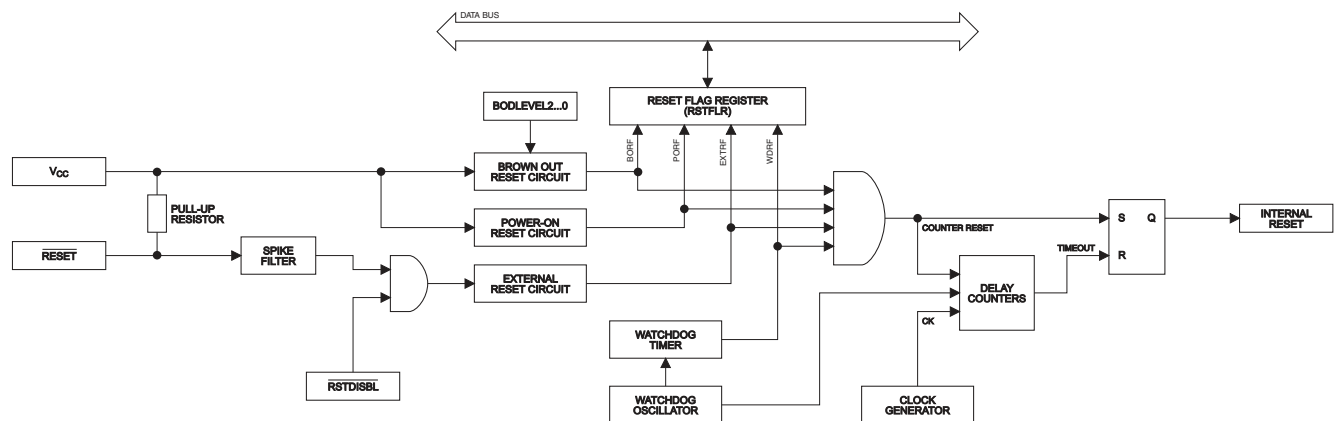 DATA BUS
RESET FLAG REGISTER
(RSTFLR)
BODLEVEL2...0
BORF
PORF
EXTRF
WDRF
VCC
BROWN OUT
RESET CIRCUIT
PULL-UP
RESISTOR
POWER-ON
RESET CIRCUIT
S
Q
R
INTERNAL
RESET
COUNTER RESET
TIMEOUT
RESET
SPIKE
FILTER
EXTERNAL
RESET CIRCUIT
DELAY
COUNTERS
CK
WATCHDOG
TIMER
RSTDISBL
WATCHDOG
OSCILLATOR
CLOCK
GENERATOR